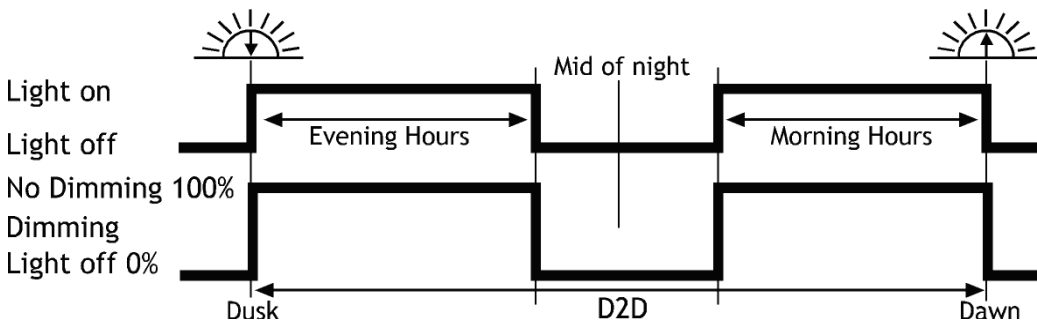 Mid of night
Light on
Evening Hours
Morning Hours
Light off
No Dimming 100%
Dimming
Light off 0%
Dusk
D2D
Dawn